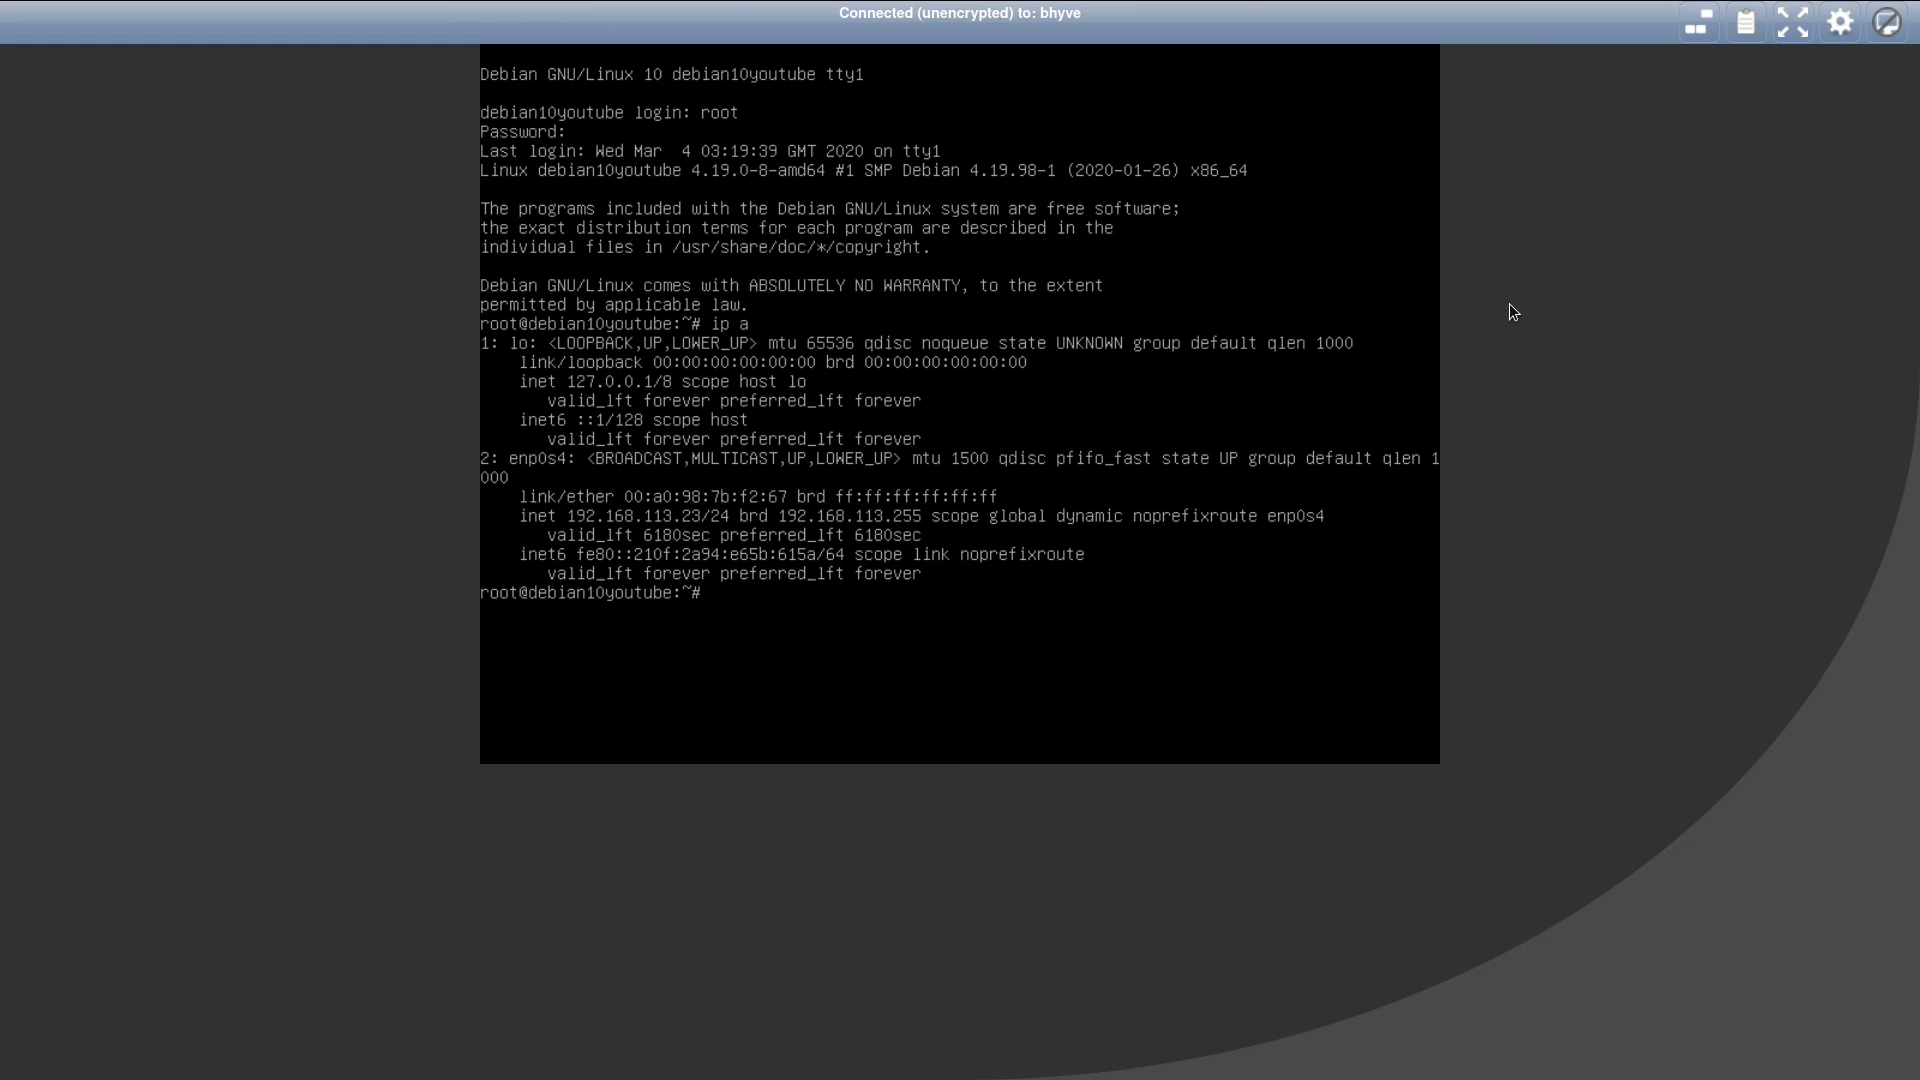 Connected (unencrypted) to: bhyve
Debian GNU/Linux 10 debian10youtube tty1
debian10youtube login: root
Password:
Last login: Wed Mar  4 03:19:39 GMT 2020 on tty1
Linux debian10youtube 4.19.0-8-amd64 #1 SMP Debian 4.19.98-1 (2020-01-26) x86_64
The programs included with the Debian GNU/Linux system are free software;
the exact distribution terms for each program are described in the
individual files in /usr/share/doc/*/copyright.
Debian GNU/Linux comes with ABSOLUTELY NO WARRANTY, to the extent
permitted by applicable law.
root@debian10youtube:~# ip a
1: lo: <LOOPBACK,UP,LOWER_UP> mtu 65536 qdisc noqueue state UNKNOWN group default qlen 1000
    link/loopback 00:00:00:00:00:00 brd 00:00:00:00:00:00
    inet 127.0.0.1/8 scope host lo
       valid_lft forever preferred_lft forever
    inet6 ::1/128 scope host
       valid_lft forever preferred_lft forever
2: enp0s4: <BROADCAST,MULTICAST,UP,LOWER_UP> mtu 1500 qdisc pfifo_fast state UP group default qlen 1
000
    link/ether 00:a0:98:7b:f2:67 brd ff:ff:ff:ff:ff:ff
    inet 192.168.113.23/24 brd 192.168.113.255 scope global dynamic noprefixroute enp0s4
       valid_lft 6180sec preferred_lft 6180sec
    inet6 fe80::210f:2a94:e65b:615a/64 scope link noprefixroute
       valid_lft forever preferred_lft forever
root@debian10youtube:~#